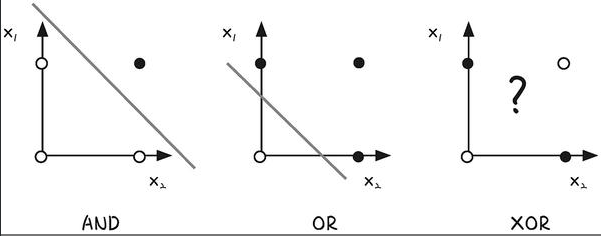 x₁ x₁ x₁
?
x₂ x₂ x₂
AND OR XOR